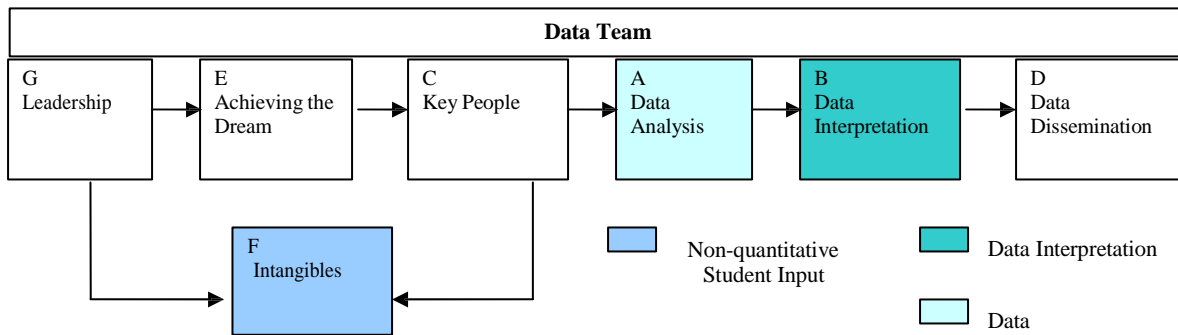 Data Team
G
Leadership
E
Achieving the
Dream
C
Key People
A
Data
Analysis
B
Data
Interpretation
D
Data
Dissemination
F
Intangibles
Non-quantitative
Student Input
Data Interpretation
Data